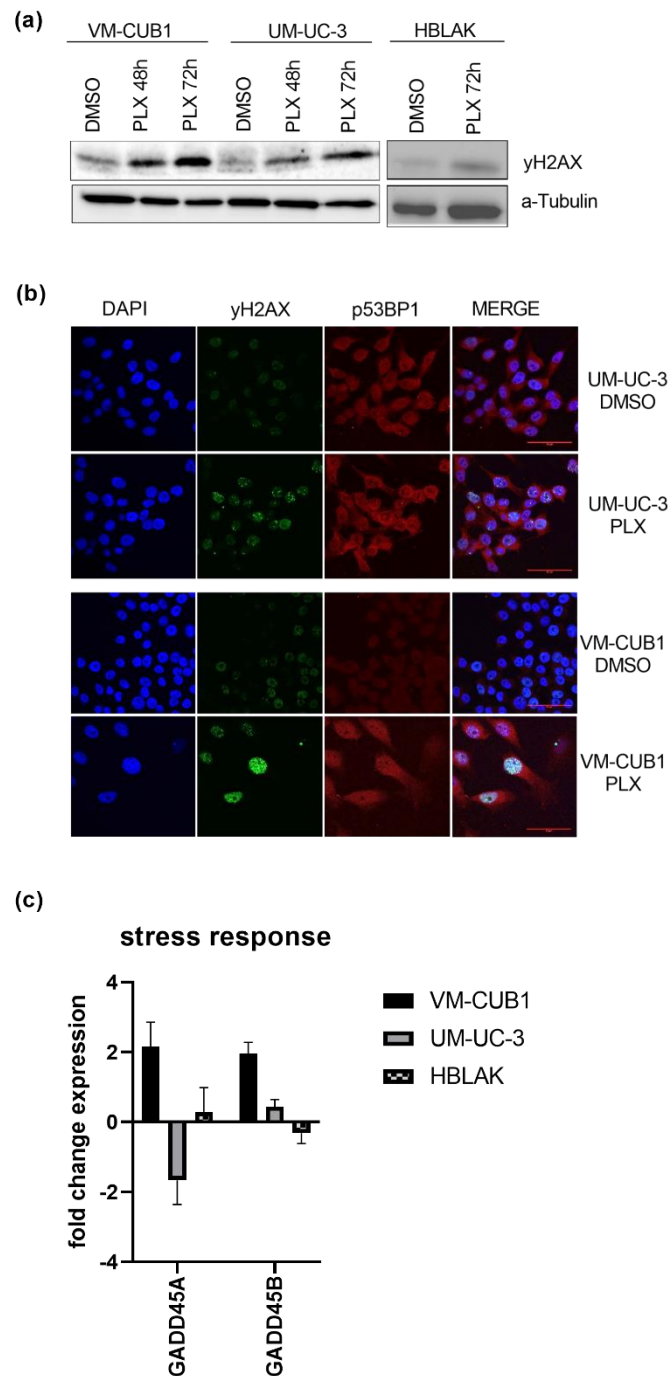 (a)
VM-CUB1 UM-UC-3 HBLAK
DMSO PLX 48h PLX 72h DMSO PLX 48h PLX 72h DMSO PLX 72h
yH2AX
a-Tubulin
(b)
DAPI yH2AX p53BP1 MERGE
UM-UC-3
DMSO
UM-UC-3
PLX
VM-CUB1
DMSO
VM-CUB1
PLX
(c)
stress response
fold change expression
4
2
0
-2
-4
GADD45A GADD45B
VM-CUB1
UM-UC-3
HBLAK